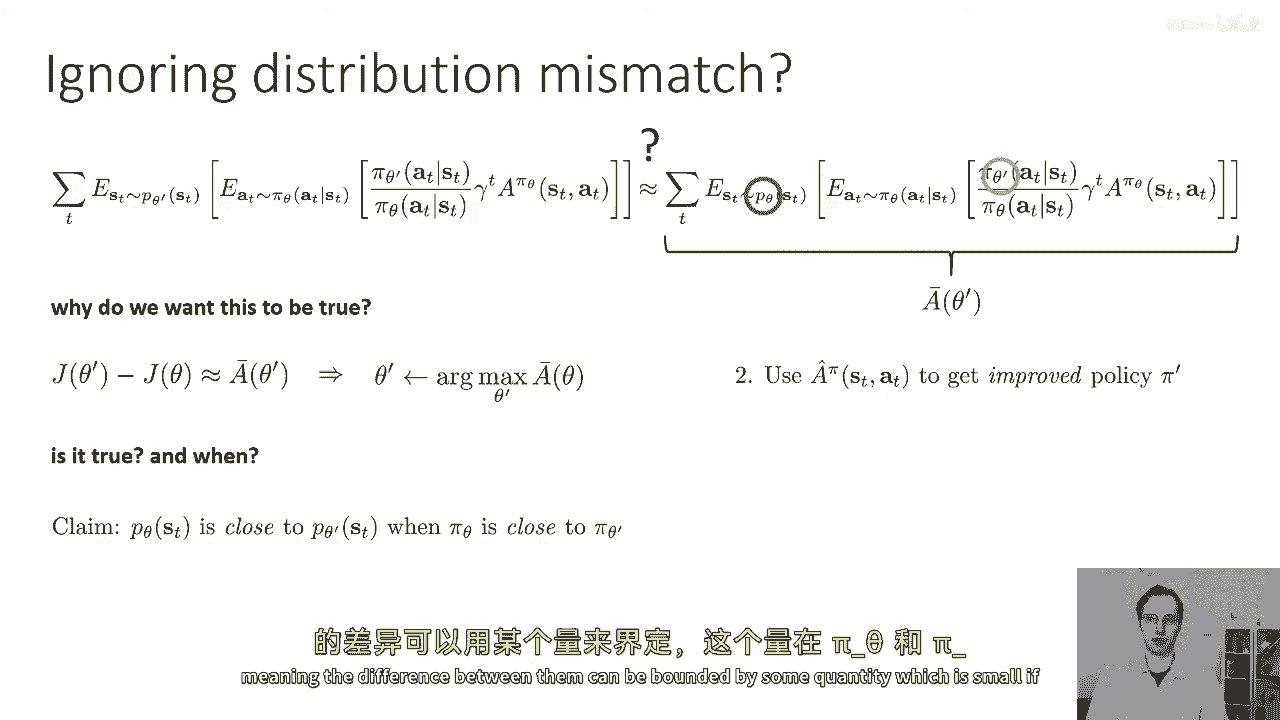 Ignoring distribution mismatch?
?
\sum_t E_{\mathbf{s}_t \sim p_{\theta'}(\mathbf{s}_t)} \left[ E_{\mathbf{a}_t \sim \pi_\theta(\mathbf{a}_t|\mathbf{s}_t)} \left[ \frac{\pi_{\theta'}(\mathbf{a}_t|\mathbf{s}_t)}{\pi_\theta(\mathbf{a}_t|\mathbf{s}_t)} \gamma^t A^{\pi_\theta}(\mathbf{s}_t, \mathbf{a}_t) \right] \right] \approx \sum_t E_{\mathbf{s}_t \sim p_\theta(\mathbf{s}_t)} \left[ E_{\mathbf{a}_t \sim \pi_\theta(\mathbf{a}_t|\mathbf{s}_t)} \left[ \frac{\pi_{\theta'}(\mathbf{a}_t|\mathbf{s}_t)}{\pi_\theta(\mathbf{a}_t|\mathbf{s}_t)} \gamma^t A^{\pi_\theta}(\mathbf{s}_t, \mathbf{a}_t) \right] \right]
\bar{A}(\theta')
why do we want this to be true?
J(\theta') - J(\theta) \approx \bar{A}(\theta') \Rightarrow \theta' \leftarrow \arg\max_{\theta'} \bar{A}(\theta)
2. Use \hat{A}^\pi(\mathbf{s}_t, \mathbf{a}_t) to get improved policy \pi'
is it true? and when?
Claim: p_\theta(\mathbf{s}_t) is close to p_{\theta'}(\mathbf{s}_t) when \pi_\theta is close to \pi_{\theta'}
的差异可以用某个量来界定，这个量在 π_θ 和 π_
meaning the difference between them can be bounded by some quantity which is small if